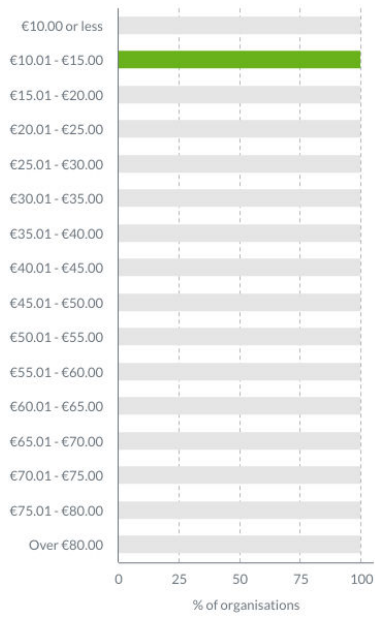 €10.00 or less
€10.01 - €15.00
€15.01 - €20.00
€20.01 - €25.00
€25.01 - €30.00
€30.01 - €35.00
€35.01 - €40.00
€40.01 - €45.00
€45.01 - €50.00
€50.01 - €55.00
€55.01 - €60.00
€60.01 - €65.00
€65.01 - €70.00
€70.01 - €75.00
€75.01 - €80.00
Over €80.00
0 25 50 75 100
% of organisations